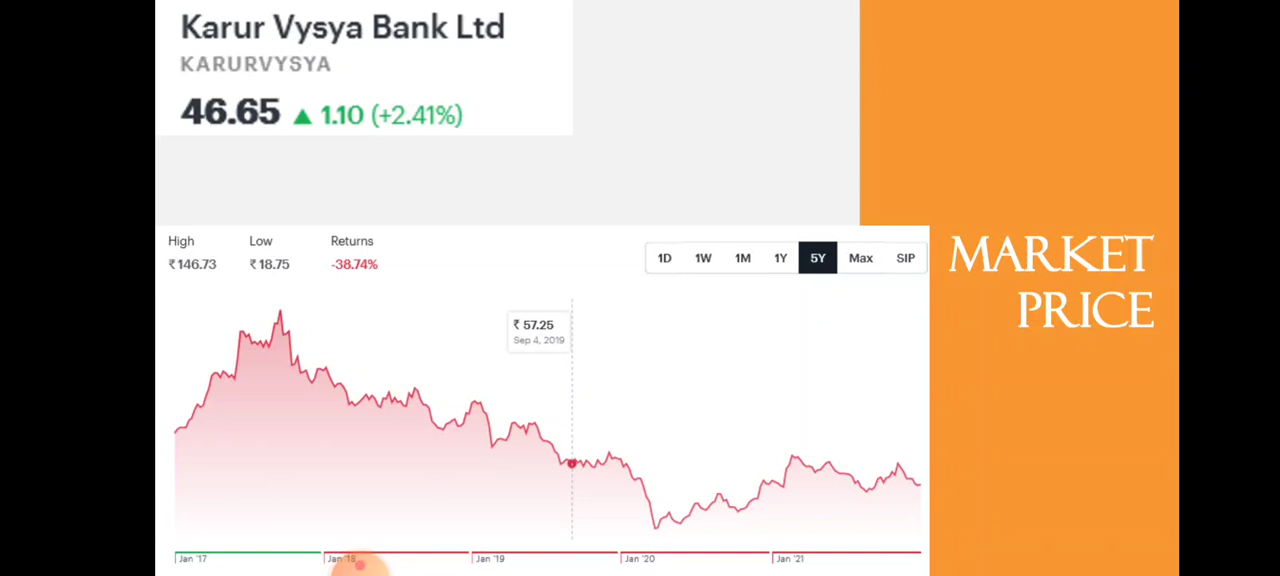 Karur Vysya Bank Ltd
KARURVYSYA
46.65 ▲ 1.10 (+2.41%)
High Low Returns
₹146.73 ₹18.75 -38.74%
1D 1W 1M 1Y 5Y Max SIP
MARKET
PRICE
₹ 57.25
Sep 4, 2019
Jan '17 Jan '18 Jan '19 Jan '20 Jan '21